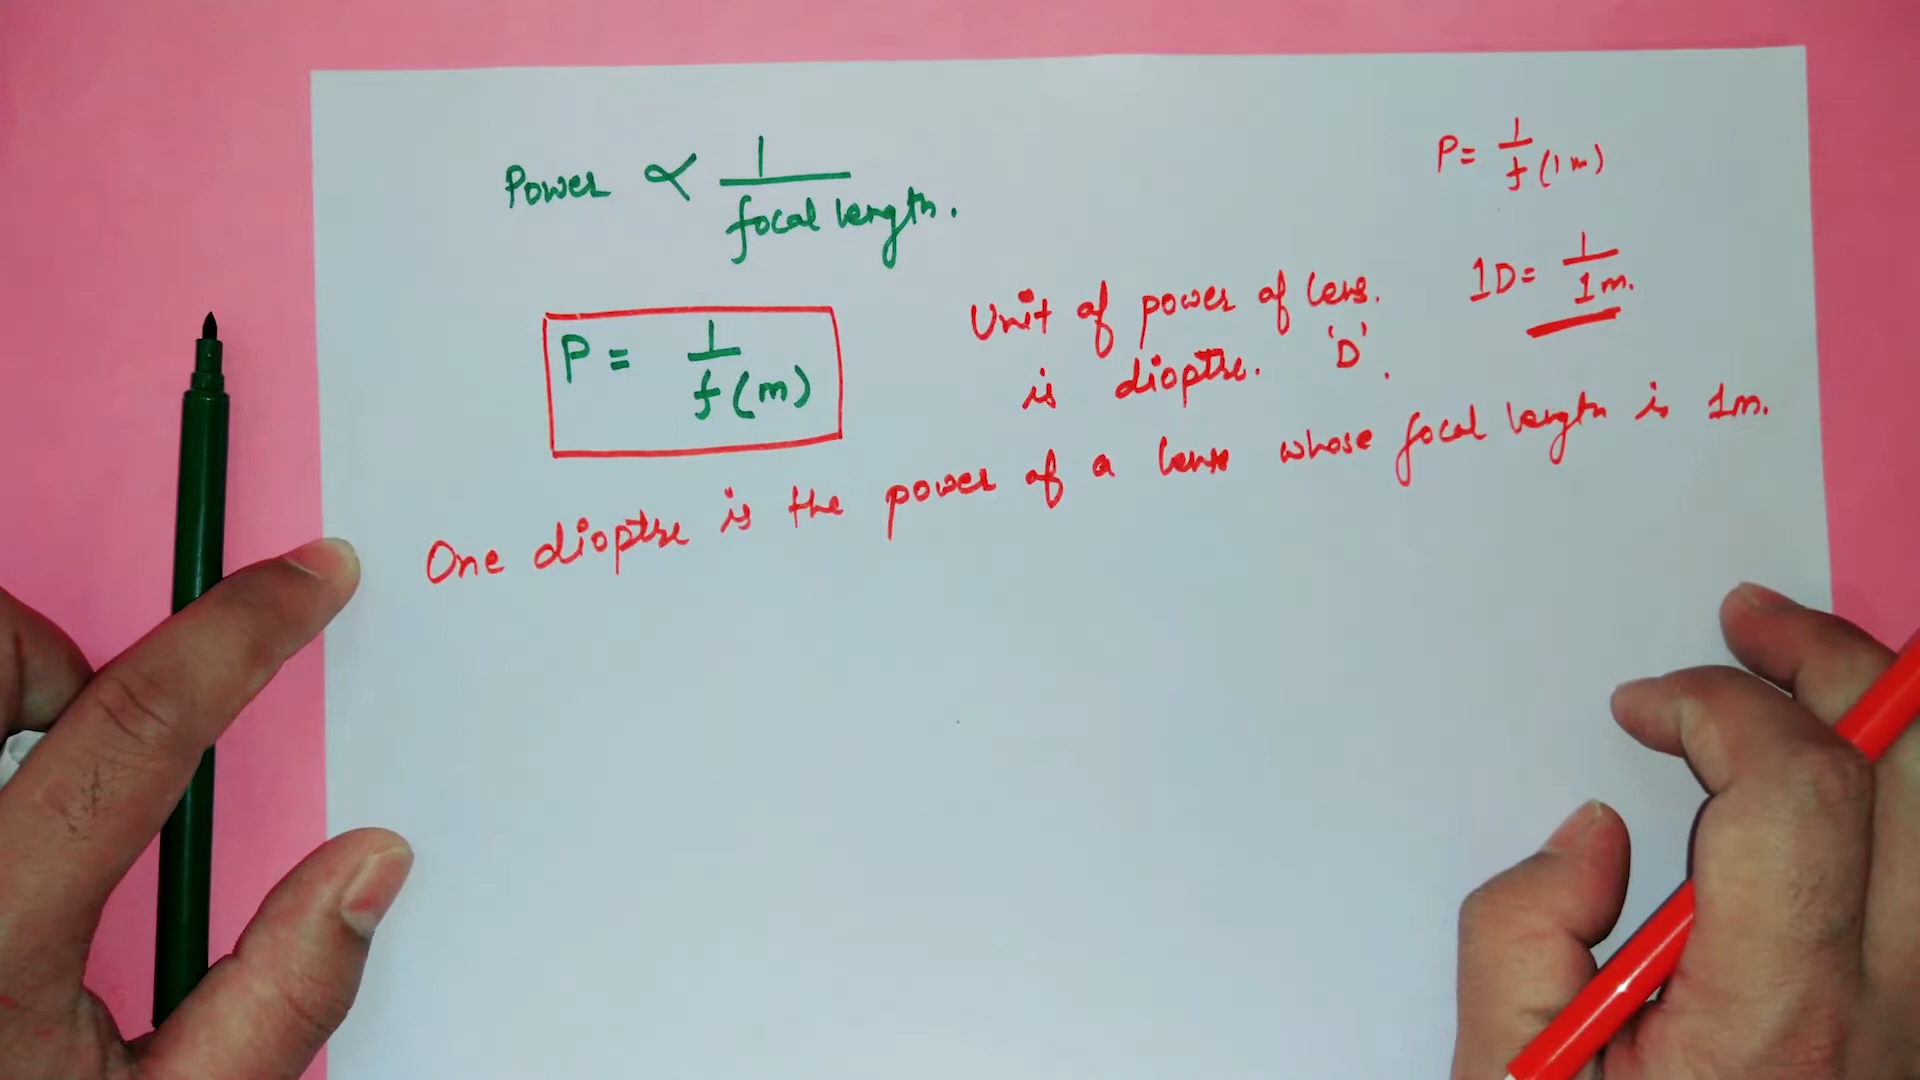 Power ∝ 1/focal length.
P = 1/f (1m)
P = 1/f (m)
Unit of power of lens.
1D = 1/1m.
is dioptre. 'D'.
One dioptre is the power of a lens whose focal length is 1m.